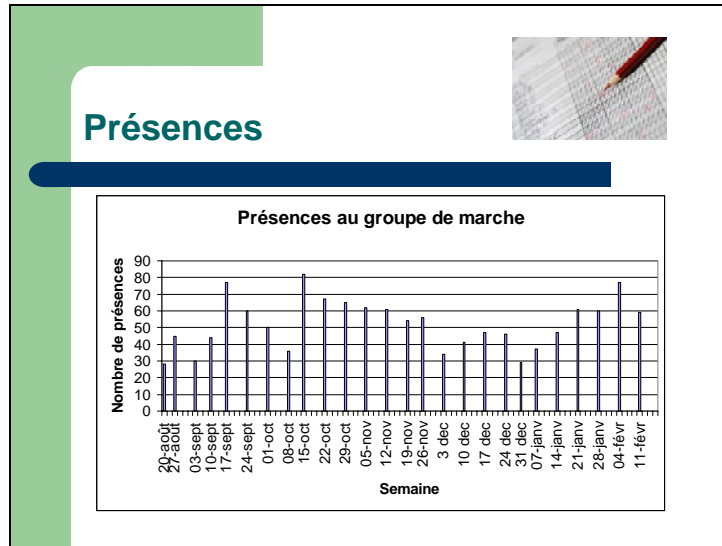 Présences
Présences au groupe de marche
Nombre de présences
90
80
70
60
50
40
30
20
10
0
20-août
27-août
03-sept
10-sept
17-sept
24-sept
01-oct
08-oct
15-oct
22-oct
29-oct
05-nov
12-nov
19-nov
26-nov
3 dec
10 dec
17 dec
24 dec
31 dec
07-janv
14-janv
21-janv
28-janv
04-févr
11-févr
Semaine